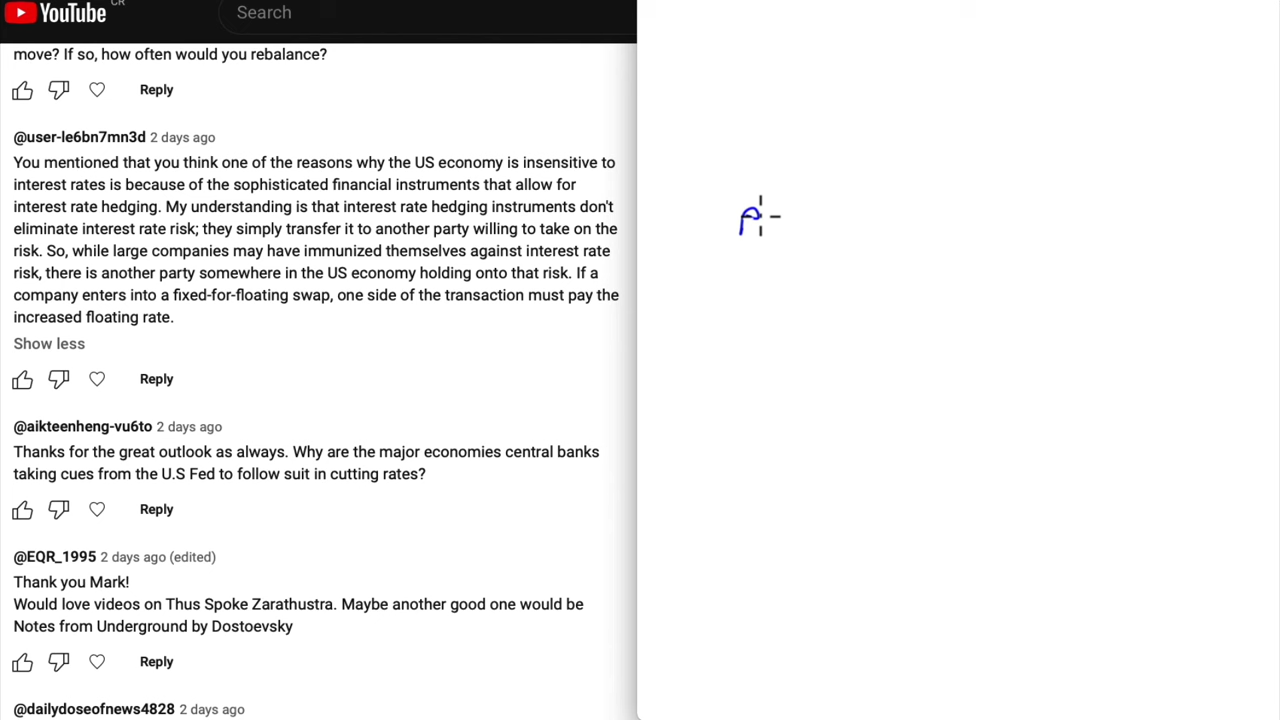 YouTube CR
Search
move? If so, how often would you rebalance?
Reply
@user-le6bn7mn3d 2 days ago
You mentioned that you think one of the reasons why the US economy is insensitive to
interest rates is because of the sophisticated financial instruments that allow for
interest rate hedging. My understanding is that interest rate hedging instruments don't
eliminate interest rate risk; they simply transfer it to another party willing to take on the
risk. So, while large companies may have immunized themselves against interest rate
risk, there is another party somewhere in the US economy holding onto that risk. If a
company enters into a fixed-for-floating swap, one side of the transaction must pay the
increased floating rate.
Show less
Reply
@aikteenheng-vu6to 2 days ago
Thanks for the great outlook as always. Why are the major economies central banks
taking cues from the U.S Fed to follow suit in cutting rates?
Reply
@EQR_1995 2 days ago (edited)
Thank you Mark!
Would love videos on Thus Spoke Zarathustra. Maybe another good one would be
Notes from Underground by Dostoevsky
Reply
@dailydoseofnews4828 2 days ago